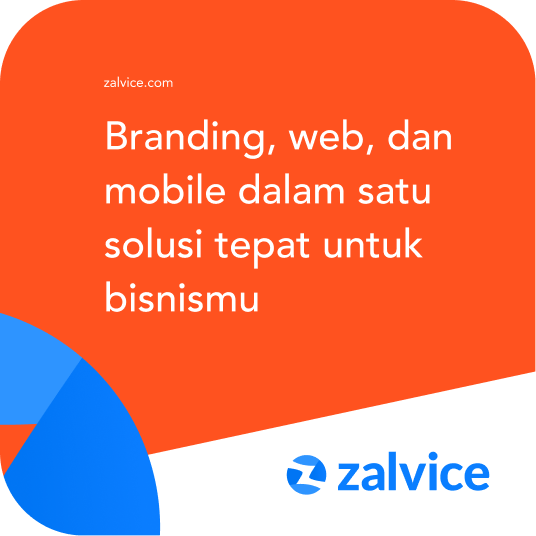 zalvice.com
Branding, web, dan
mobile dalam satu
solusi tepat untuk
bisnismu
zalvice